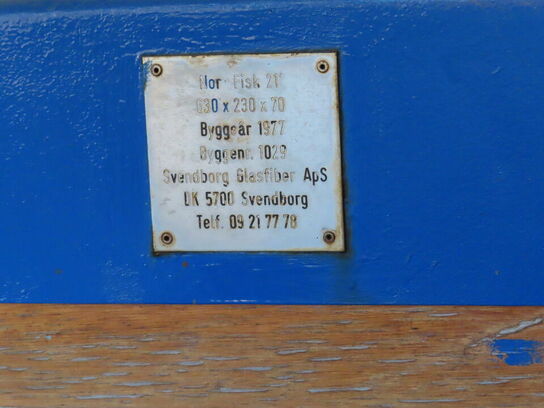 Nor Fisk 21'
630 x 230 x 70
Byggeår 1977
Byggenr. 1029
Svendborg Glasfiber ApS
DK 5700 Svendborg
Telf. 09 21 77 78